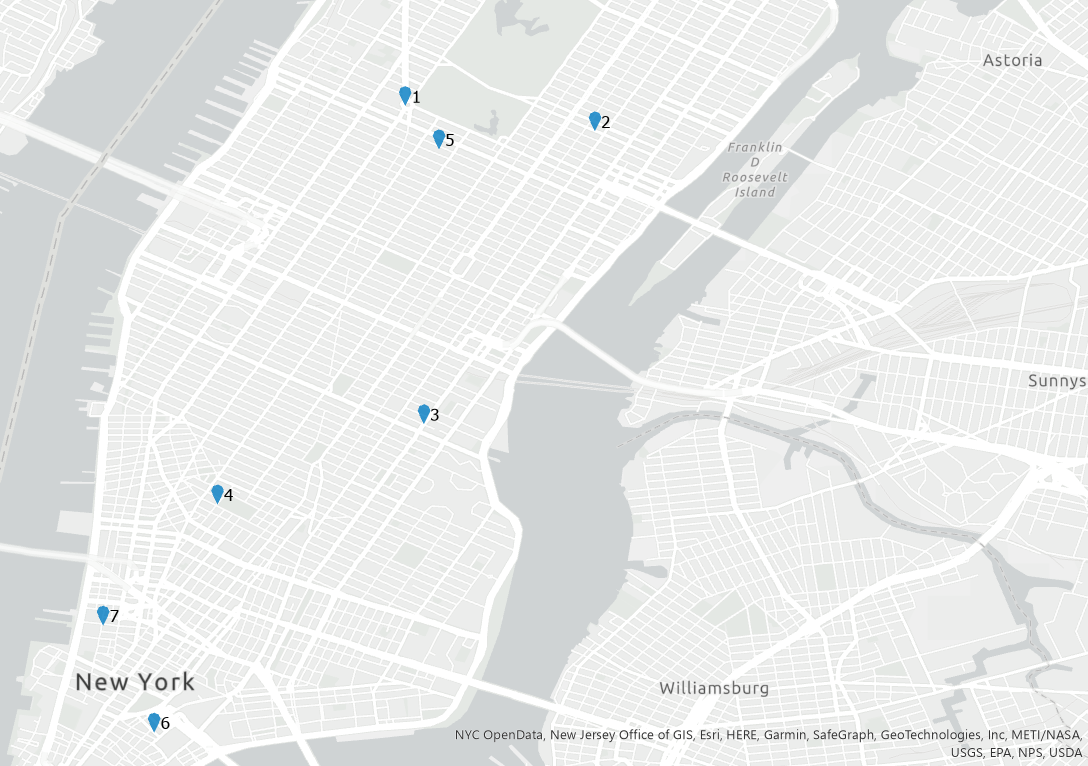 Astoria
1
2
5
Franklin
D
Roosevelt
Island
Sunnys
3
4
7
New York
Williamsburg
6
NYC OpenData, New Jersey Office of GIS, Esri, HERE, Garmin, SafeGraph, GeoTechnologies, Inc, METI/NASA,
USGS, EPA, NPS, USDA